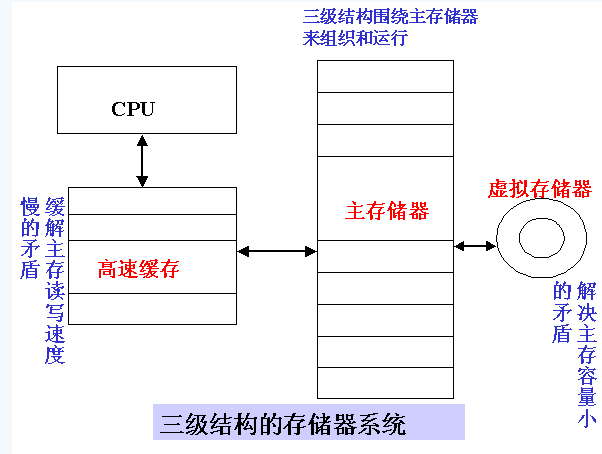 三级结构围绕主存储器
来组织和运行
CPU
虚拟存储器
主存储器
缓解主存读写速度
慢的矛盾
高速缓存
解决主存容量小
的矛盾
三级结构的存储器系统